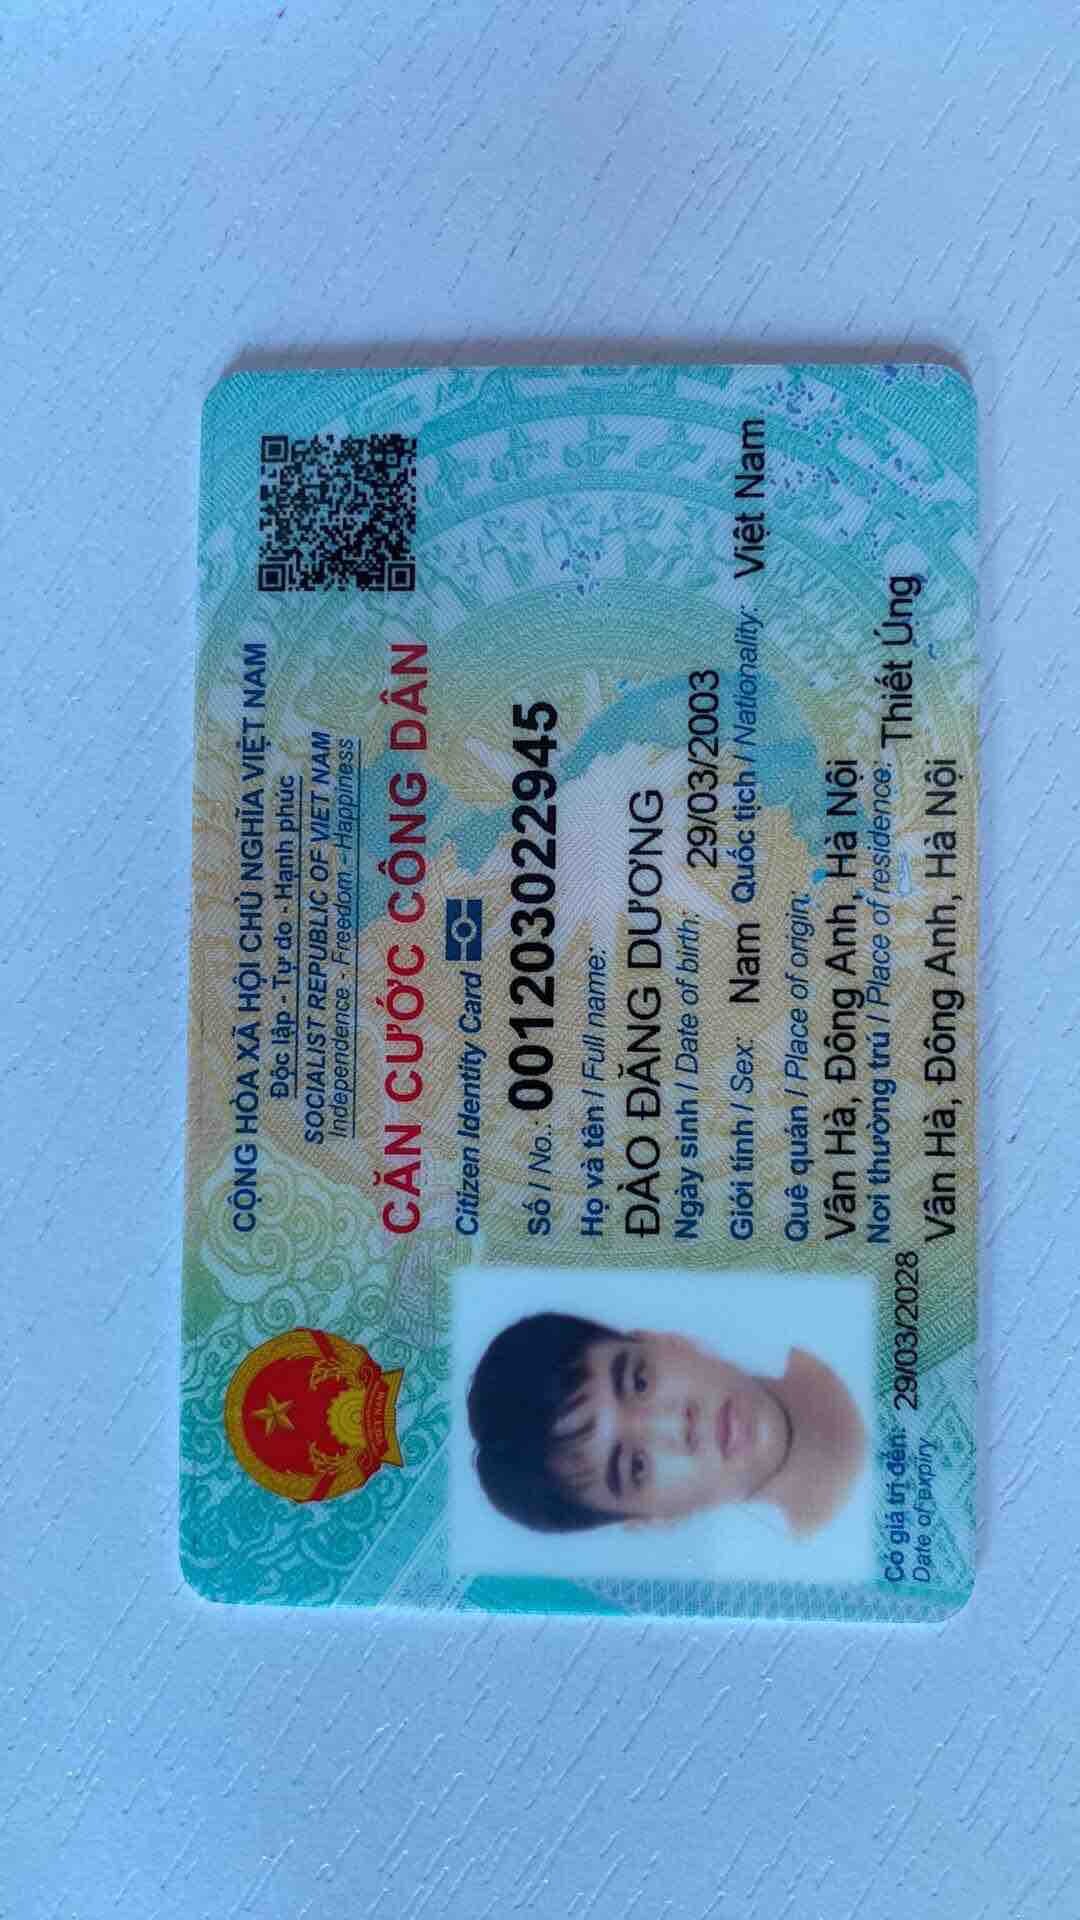 CỘNG HÒA XÃ HỘI CHỦ NGHĨA VIỆT NAM
Độc lập - Tự do - Hạnh phúc
SOCIALIST REPUBLIC OF VIET NAM
Independence - Freedom - Happiness
CĂN CƯỚC CÔNG DÂN
Citizen Identity Card
Số / No.: 001203022945
Họ và tên / Full name:
ĐÀO ĐĂNG DƯƠNG
Ngày sinh / Date of birth: 29/03/2003
Giới tính / Sex: Nam Quốc tịch / Nationality: Việt Nam
Quê quán / Place of origin:
Vân Hà, Đông Anh, Hà Nội
Nơi thường trú / Place of residence: Thiết Úng
Vân Hà, Đông Anh, Hà Nội
Có giá trị đến: 29/03/2028
Date of expiry
VIỆT NAM